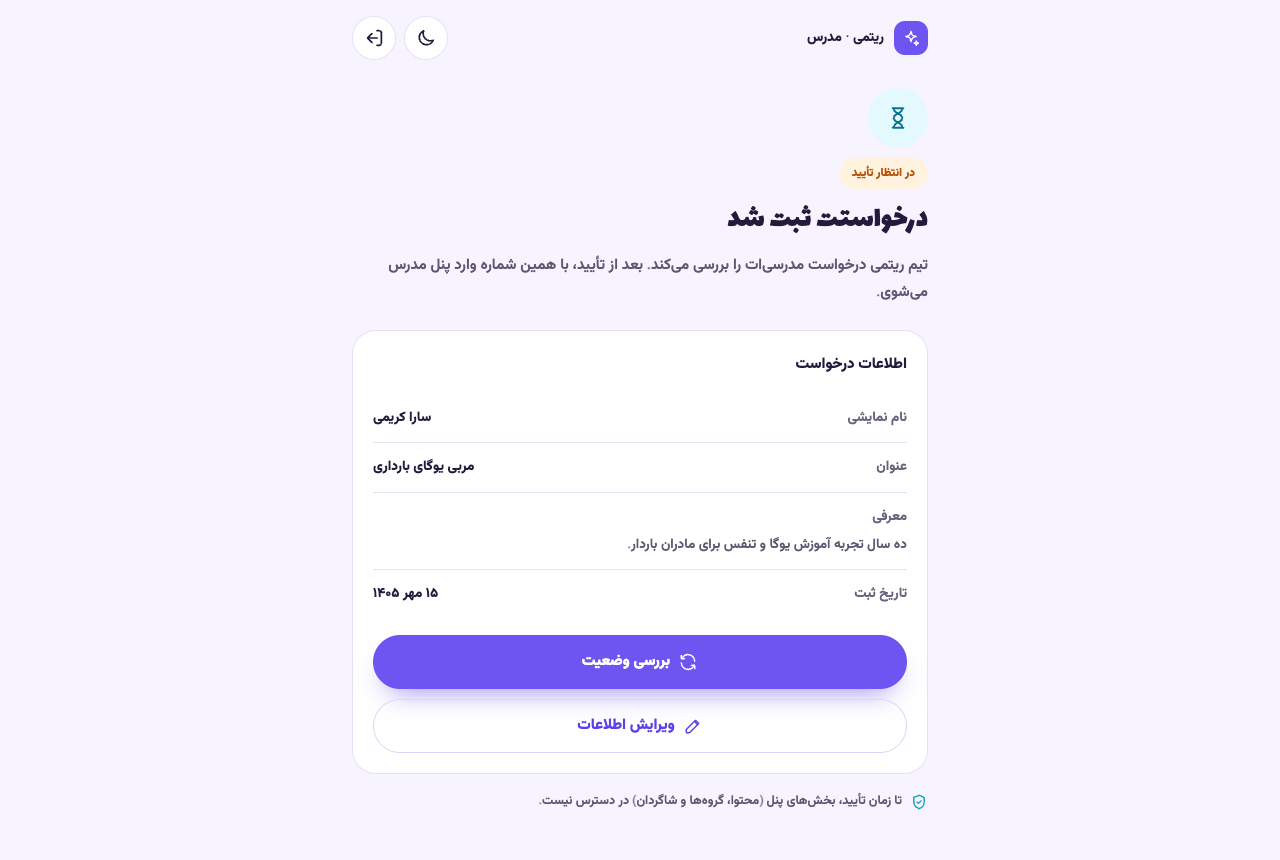 ریتمی · مدرس
در انتظار تأیید
درخواستت ثبت شد
تیم ریتمی درخواست مدرسی‌ات را بررسی می‌کند. بعد از تأیید، با همین شماره وارد پنل مدرس
می‌شوی.
اطلاعات درخواست
نام نمایشی
سارا کریمی
عنوان
مربی یوگای بارداری
معرفی
ده سال تجربه آموزش یوگا و تنفس برای مادران باردار.
تاریخ ثبت
۱۵ مهر ۱۴۰۵
بررسی وضعیت
ویرایش اطلاعات
تا زمان تأیید، بخش‌های پنل (محتوا، گروه‌ها و شاگردان) در دسترس نیست.